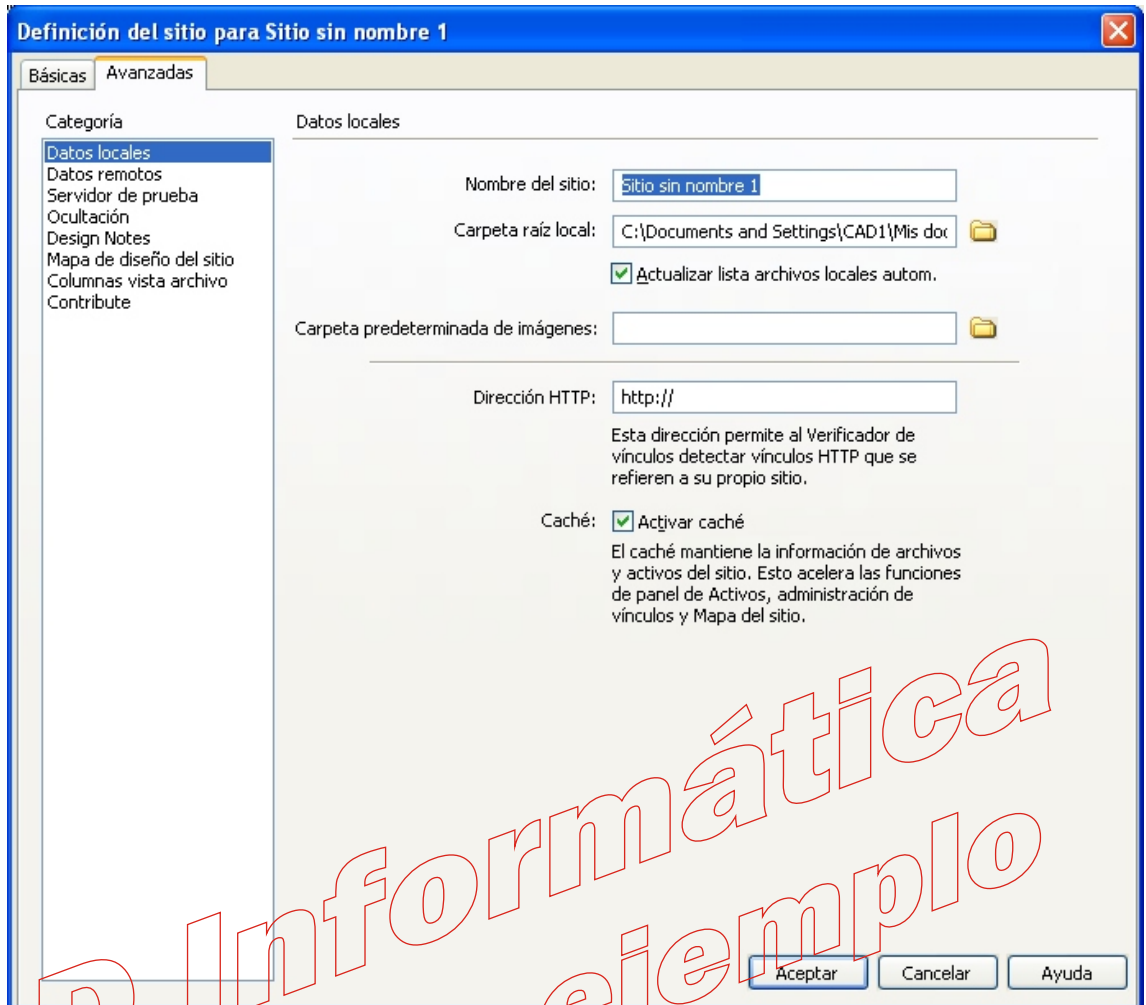 Definición del sitio para Sitio sin nombre 1
Básicas
Avanzadas
Categoría
Datos locales
Datos remotos
Servidor de prueba
Ocultación
Design Notes
Mapa de diseño del sitio
Columnas vista archivo
Contribute
Datos locales
Nombre del sitio: Sitio sin nombre 1
Carpeta raíz local: C:\Documents and Settings\CAD1\Mis doc
Actualizar lista archivos locales autom.
Carpeta predeterminada de imágenes:
Dirección HTTP: http://
Esta dirección permite al Verificador de
vínculos detectar vínculos HTTP que se
refieren a su propio sitio.
Caché: Activar caché
El caché mantiene la información de archivos
y activos del sitio. Esto acelera las funciones
de panel de Activos, administración de
vínculos y Mapa del sitio.
Informática
ejemplo
Aceptar
Cancelar
Ayuda